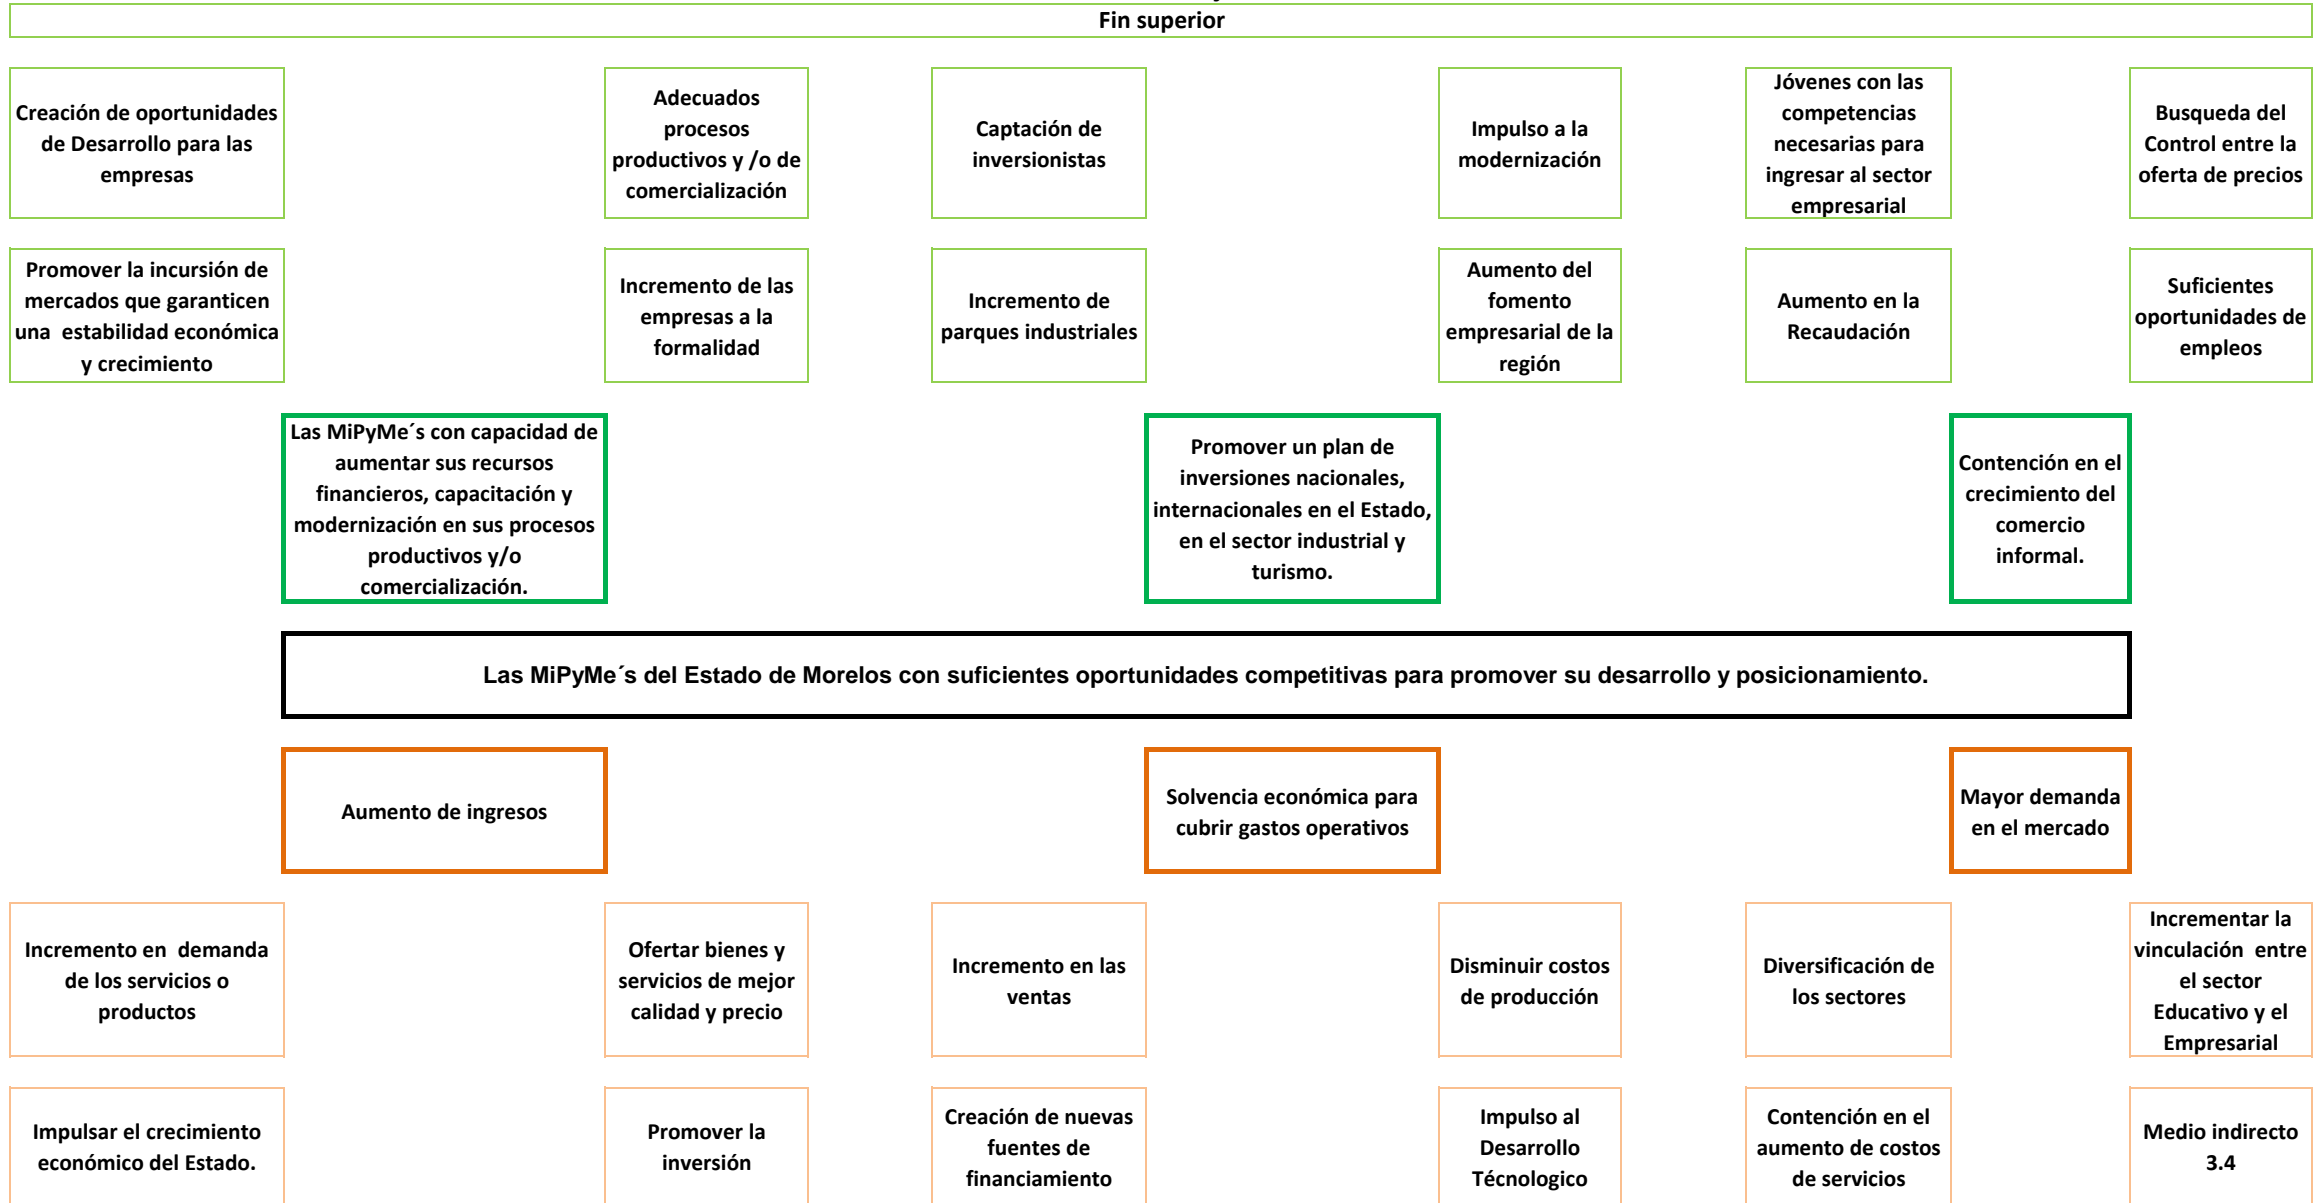 Fin superior
Creación de oportunidades
de Desarrollo para las
empresas
Adecuados
procesos
productivos y /o de
comercialización
Captación de
inversionistas
Impulso a la
modernización
Jóvenes con las
competencias
necesarias para
ingresar al sector
empresarial
Busqueda del
Control entre la
oferta de precios
Promover la incursión de
mercados que garanticen
una  estabilidad económica
y crecimiento
Incremento de las
empresas a la
formalidad
Incremento de
parques industriales
Aumento del
fomento
empresarial de la
región
Aumento en la
Recaudación
Suficientes
oportunidades de
empleos
Las MiPyMe´s con capacidad de
aumentar sus recursos
financieros, capacitación y
modernización en sus procesos
productivos y/o
comercialización.
Promover un plan de
inversiones nacionales,
internacionales en el Estado,
en el sector industrial y
turismo.
Contención en el
crecimiento del
comercio
informal.
Las MiPyMe´s del Estado de Morelos con suficientes oportunidades competitivas para promover su desarrollo y posicionamiento.
Aumento de ingresos
Solvencia económica para
cubrir gastos operativos
Mayor demanda
en el mercado
Incremento en  demanda
de los servicios o
productos
Ofertar bienes y
servicios de mejor
calidad y precio
Incremento en las
ventas
Disminuir costos
de producción
Diversificación de
los sectores
Incrementar la
vinculación  entre
el sector
Educativo y el
Empresarial
Impulsar el crecimiento
económico del Estado.
Promover la
inversión
Creación de nuevas
fuentes de
financiamiento
Impulso al
Desarrollo
Técnologico
Contención en el
aumento de costos
de servicios
Medio indirecto
3.4